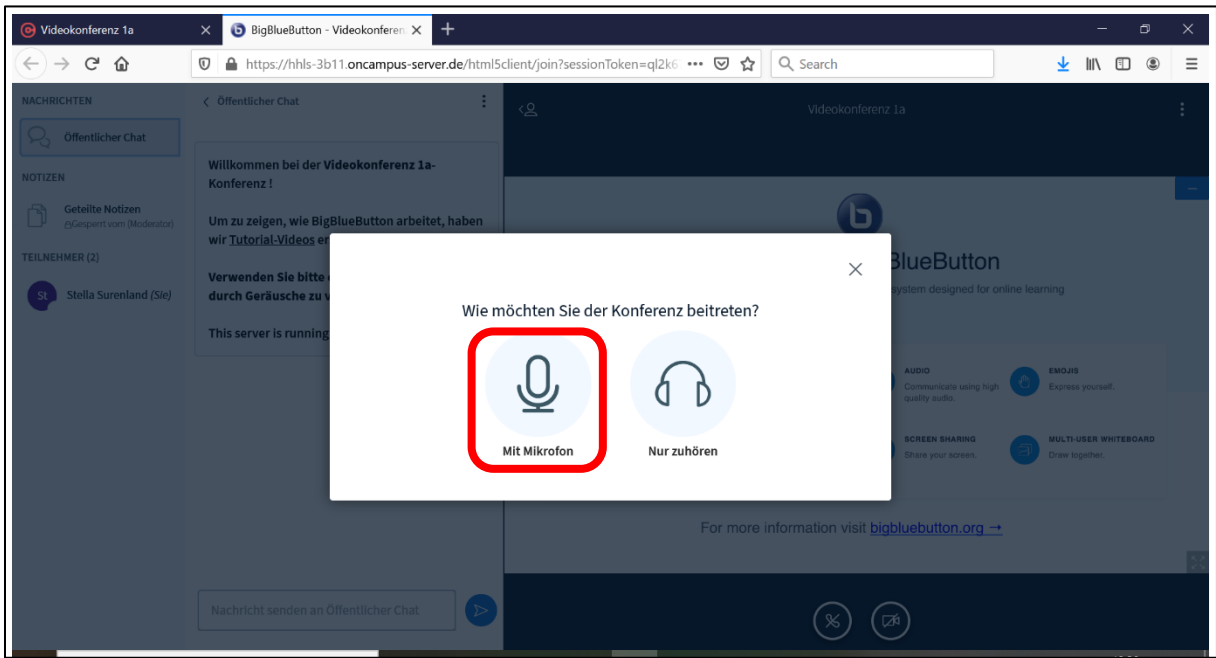 Videokonferenz 1a
BigBlueButton - Videokonferen
https://hhls-3b11.oncampus-server.de/html5client/join?sessionToken=ql2k6
Search
NACHRICHTEN
Öffentlicher Chat
NOTIZEN
Geteilte Notizen
Gesperrt vom (Moderator)
TEILNEHMER (2)
St
Stella Surenland (Sie)
Öffentlicher Chat
Willkommen bei der Videokonferenz 1a-
Konferenz !
Um zu zeigen, wie BigBlueButton arbeitet, haben
wir Tutorial-Videos er
Verwenden Sie bitte
durch Geräusche zu v
This server is running
Nachricht senden an Öffentlicher Chat
Videokonferenz 1a
b
BlueButton
system designed for online learning
AUDIO
Communicate using high
quality audio.
EMOJIS
Express yourself.
SCREEN SHARING
Share your screen.
MULTI-USER WHITEBOARD
Draw together.
For more information visit bigbluebutton.org →
Wie möchten Sie der Konferenz beitreten?
Mit Mikrofon
Nur zuhören